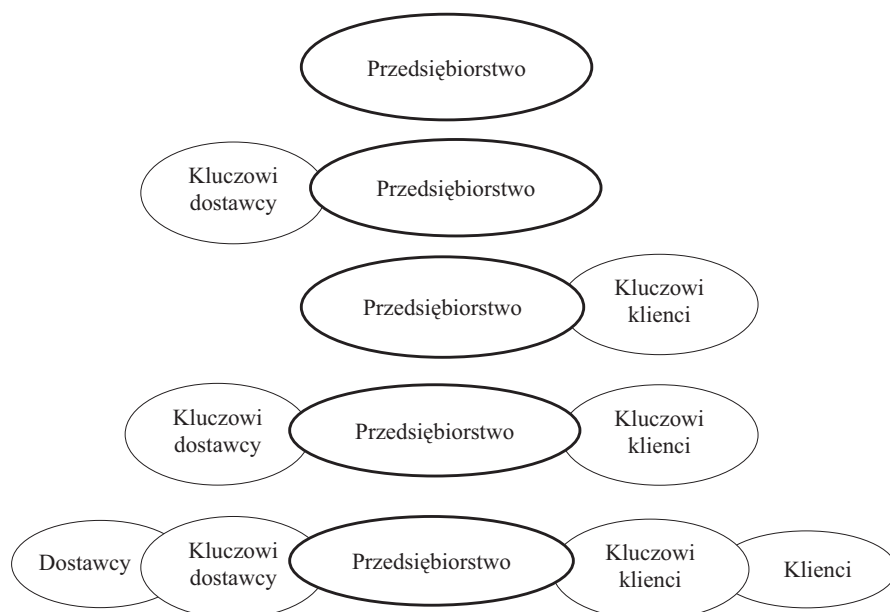 Przedsiębiorstwo
Kluczowi
dostawcy
Przedsiębiorstwo
Przedsiębiorstwo
Kluczowi
klienci
Kluczowi
dostawcy
Przedsiębiorstwo
Kluczowi
klienci
Dostawcy
Kluczowi
dostawcy
Przedsiębiorstwo
Kluczowi
klienci
Klienci